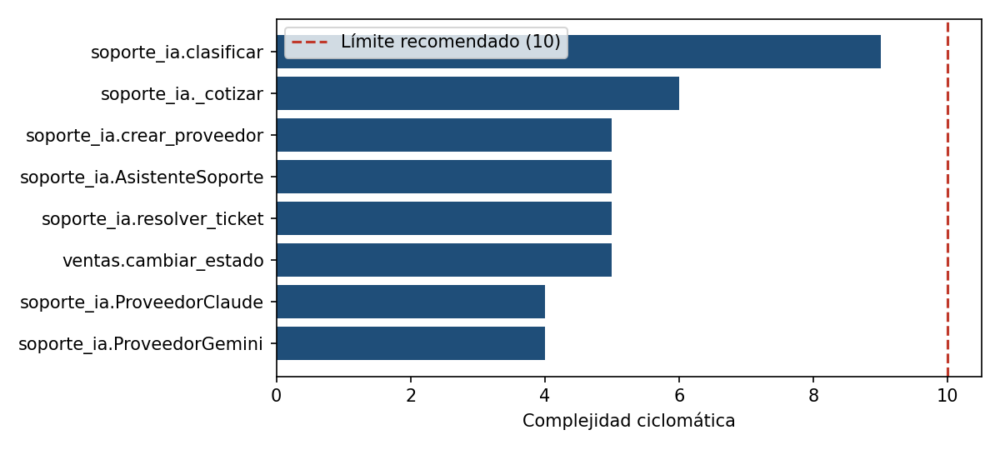 Límite recomendado (10)
soporte_ia.clasificar
soporte_ia._cotizar
soporte_ia.crear_proveedor
soporte_ia.AsistenteSoporte
soporte_ia.resolver_ticket
ventas.cambiar_estado
soporte_ia.ProveedorClaude
soporte_ia.ProveedorGemini
0 2 4 6 8 10
Complejidad ciclomática